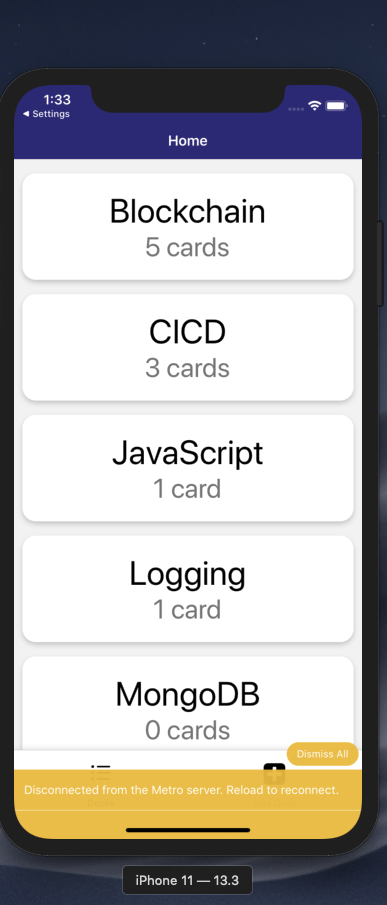 1:33
◀ Settings
Home
Blockchain
5 cards
CICD
3 cards
JavaScript
1 card
Logging
1 card
MongoDB
0 cards
Dismiss All
Disconnected from the Metro server. Reload to reconnect.
iPhone 11 — 13.3